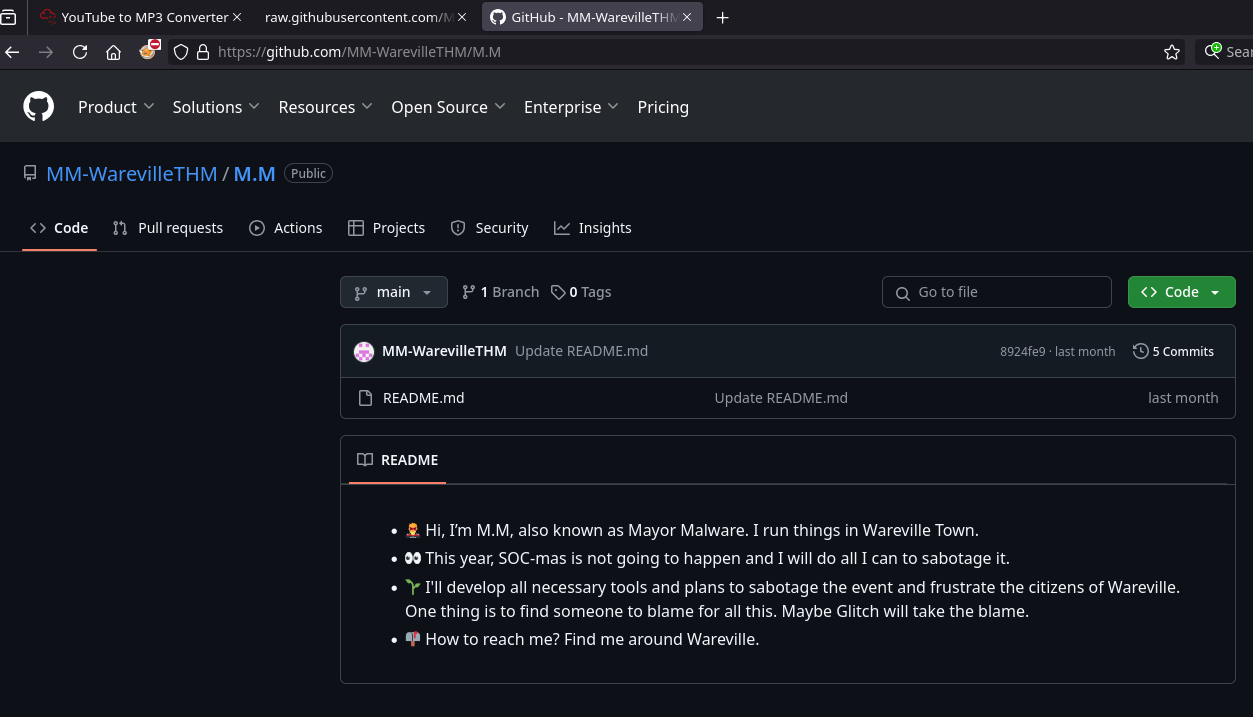 YouTube to MP3 Converter
raw.githubusercontent.com/M
GitHub - MM-WarevilleTHM
https://github.com/MM-WarevilleTHM/M.M
Sear
Product Solutions Resources Open Source Enterprise Pricing
MM-WarevilleTHM / M.M Public
Code Pull requests Actions Projects Security Insights
main 1 Branch 0 Tags Go to file Code
MM-WarevilleTHM Update README.md 8924fe9 · last month 5 Commits
README.md Update README.md last month
README
• 🦹 Hi, I’m M.M, also known as Mayor Malware. I run things in Wareville Town.
• 👀 This year, SOC-mas is not going to happen and I will do all I can to sabotage it.
• 🌱 I'll develop all necessary tools and plans to sabotage the event and frustrate the citizens of Wareville.
One thing is to find someone to blame for all this. Maybe Glitch will take the blame.
• 📬 How to reach me? Find me around Wareville.